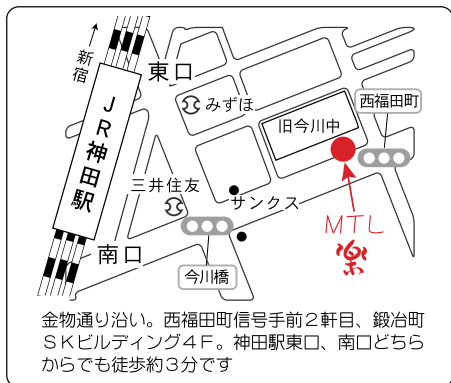 新宿
東口
JR神田駅
みずほ
旧今川中
西福田町
三井住友
サンクス
MTL
楽
南口
今川橋
金物通り沿い。西福田町信号手前2軒目、鍛冶町
SKビルディング4F。神田駅東口、南口どちら
からでも徒歩約3分です